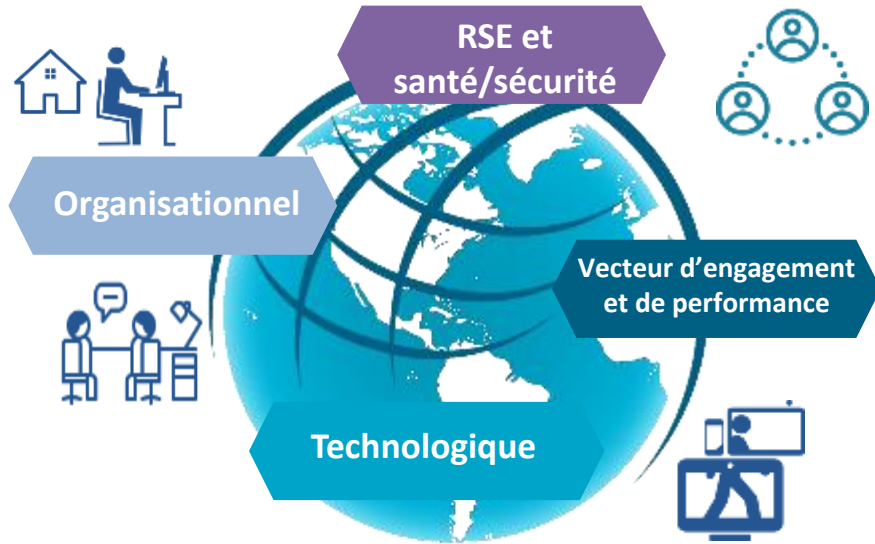 RSE et
santé/sécurité
Organisationnel
Vecteur d’engagement
et de performance
Technologique